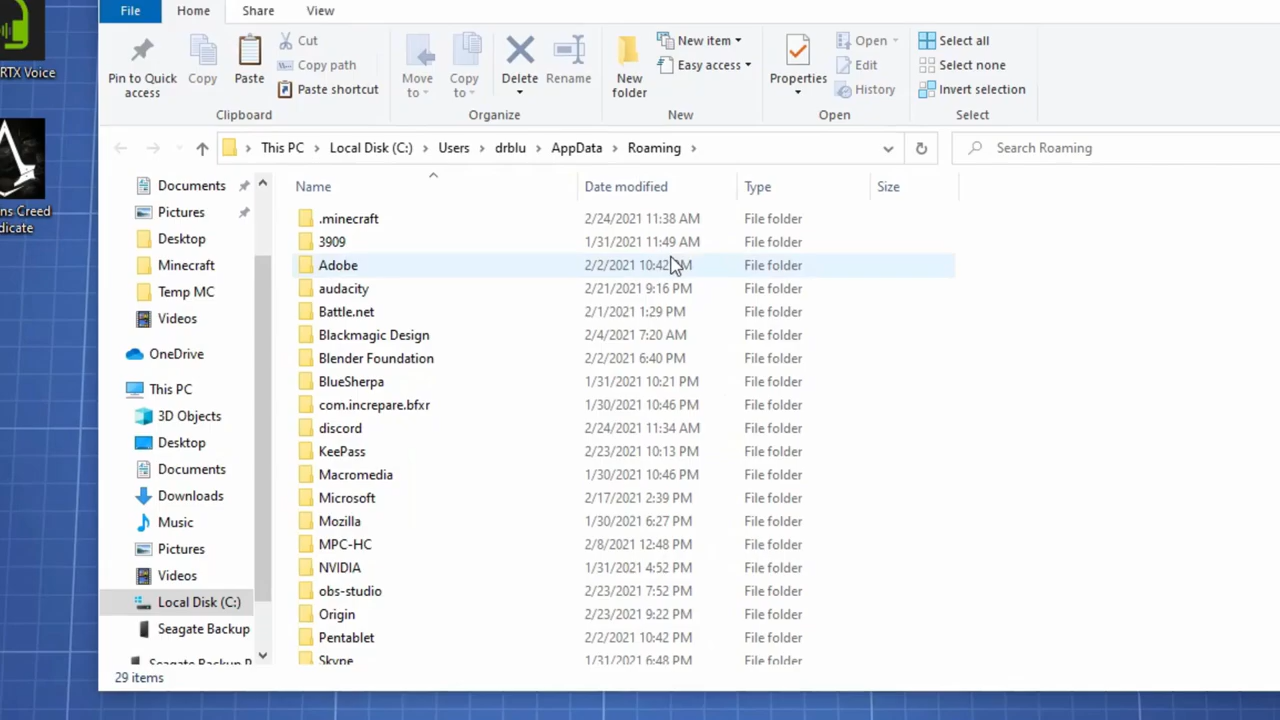 RTX Voice
ns Creed
dicate
File Home Share View
Pin to Quick access
Copy
Paste
Cut
Copy path
Paste shortcut
Clipboard
Move to
Copy to
Delete
Rename
Organize
New folder
New item
Easy access
New
Properties
Open
Edit
History
Open
Select all
Select none
Invert selection
Select
This PC > Local Disk (C:) > Users > drblu > AppData > Roaming >
Search Roaming
Documents
Pictures
Desktop
Minecraft
Temp MC
Videos
OneDrive
This PC
3D Objects
Desktop
Documents
Downloads
Music
Pictures
Videos
Local Disk (C:)
Seagate Backup
Seagate Backup P
Name Date modified Type Size
.minecraft 2/24/2021 11:38 AM File folder
3909 1/31/2021 11:49 AM File folder
Adobe 2/2/2021 10:42 PM File folder
audacity 2/21/2021 9:16 PM File folder
Battle.net 2/1/2021 1:29 PM File folder
Blackmagic Design 2/4/2021 7:20 AM File folder
Blender Foundation 2/2/2021 6:40 PM File folder
BlueSherpa 1/31/2021 10:21 PM File folder
com.increpare.bfxr 1/30/2021 10:46 PM File folder
discord 2/24/2021 11:34 AM File folder
KeePass 2/23/2021 10:13 PM File folder
Macromedia 1/30/2021 10:46 PM File folder
Microsoft 2/17/2021 2:39 PM File folder
Mozilla 1/30/2021 6:27 PM File folder
MPC-HC 2/8/2021 12:48 PM File folder
NVIDIA 1/31/2021 4:52 PM File folder
obs-studio 2/23/2021 7:52 PM File folder
Origin 2/23/2021 9:22 PM File folder
Pentablet 2/2/2021 10:42 PM File folder
Skype 1/31/2021 6:48 PM File folder
29 items